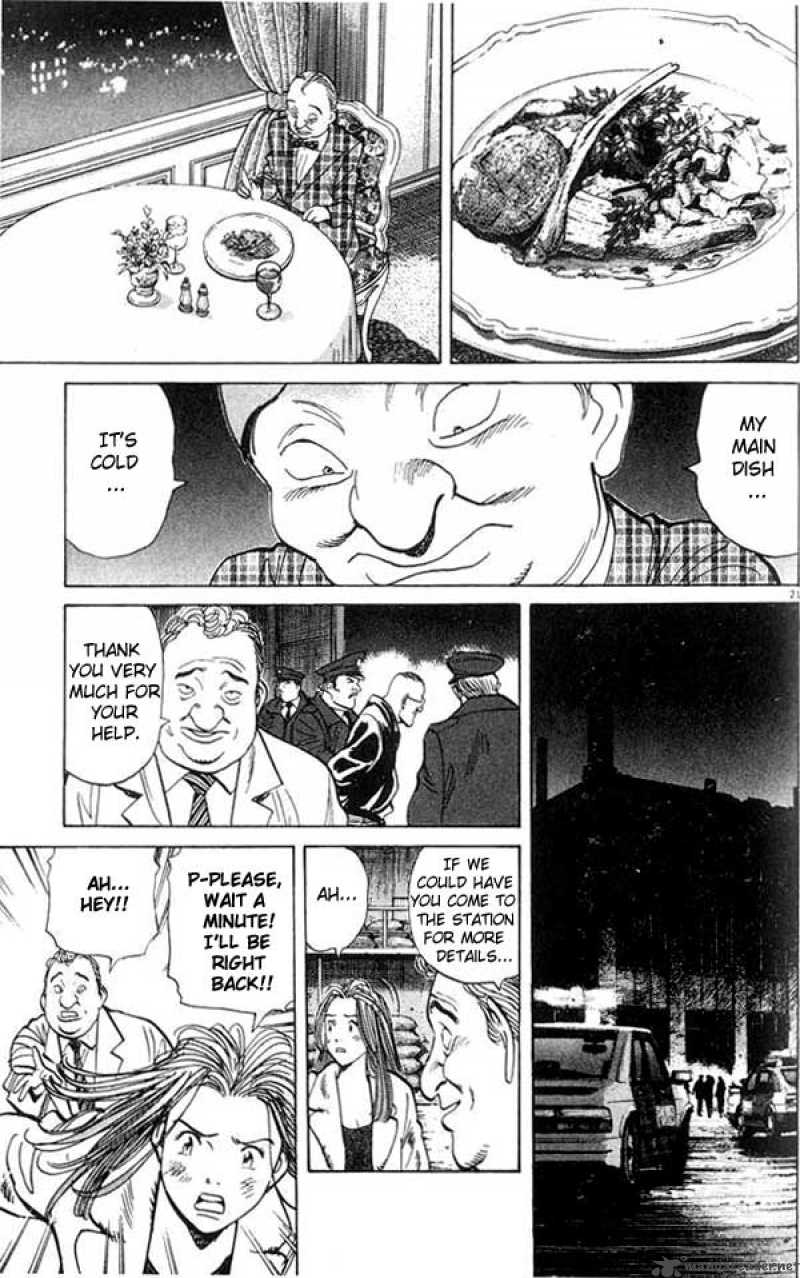 MY
MAIN
DISH
...
IT'S
COLD
...
THANK
YOU VERY
MUCH FOR
YOUR
HELP.
IF WE
COULD HAVE
YOU COME TO
THE STATION
FOR MORE
DETAILS...
AH...
P-PLEASE,
WAIT A
MINUTE!
I'LL BE
RIGHT
BACK!!
AH...
HEY!!